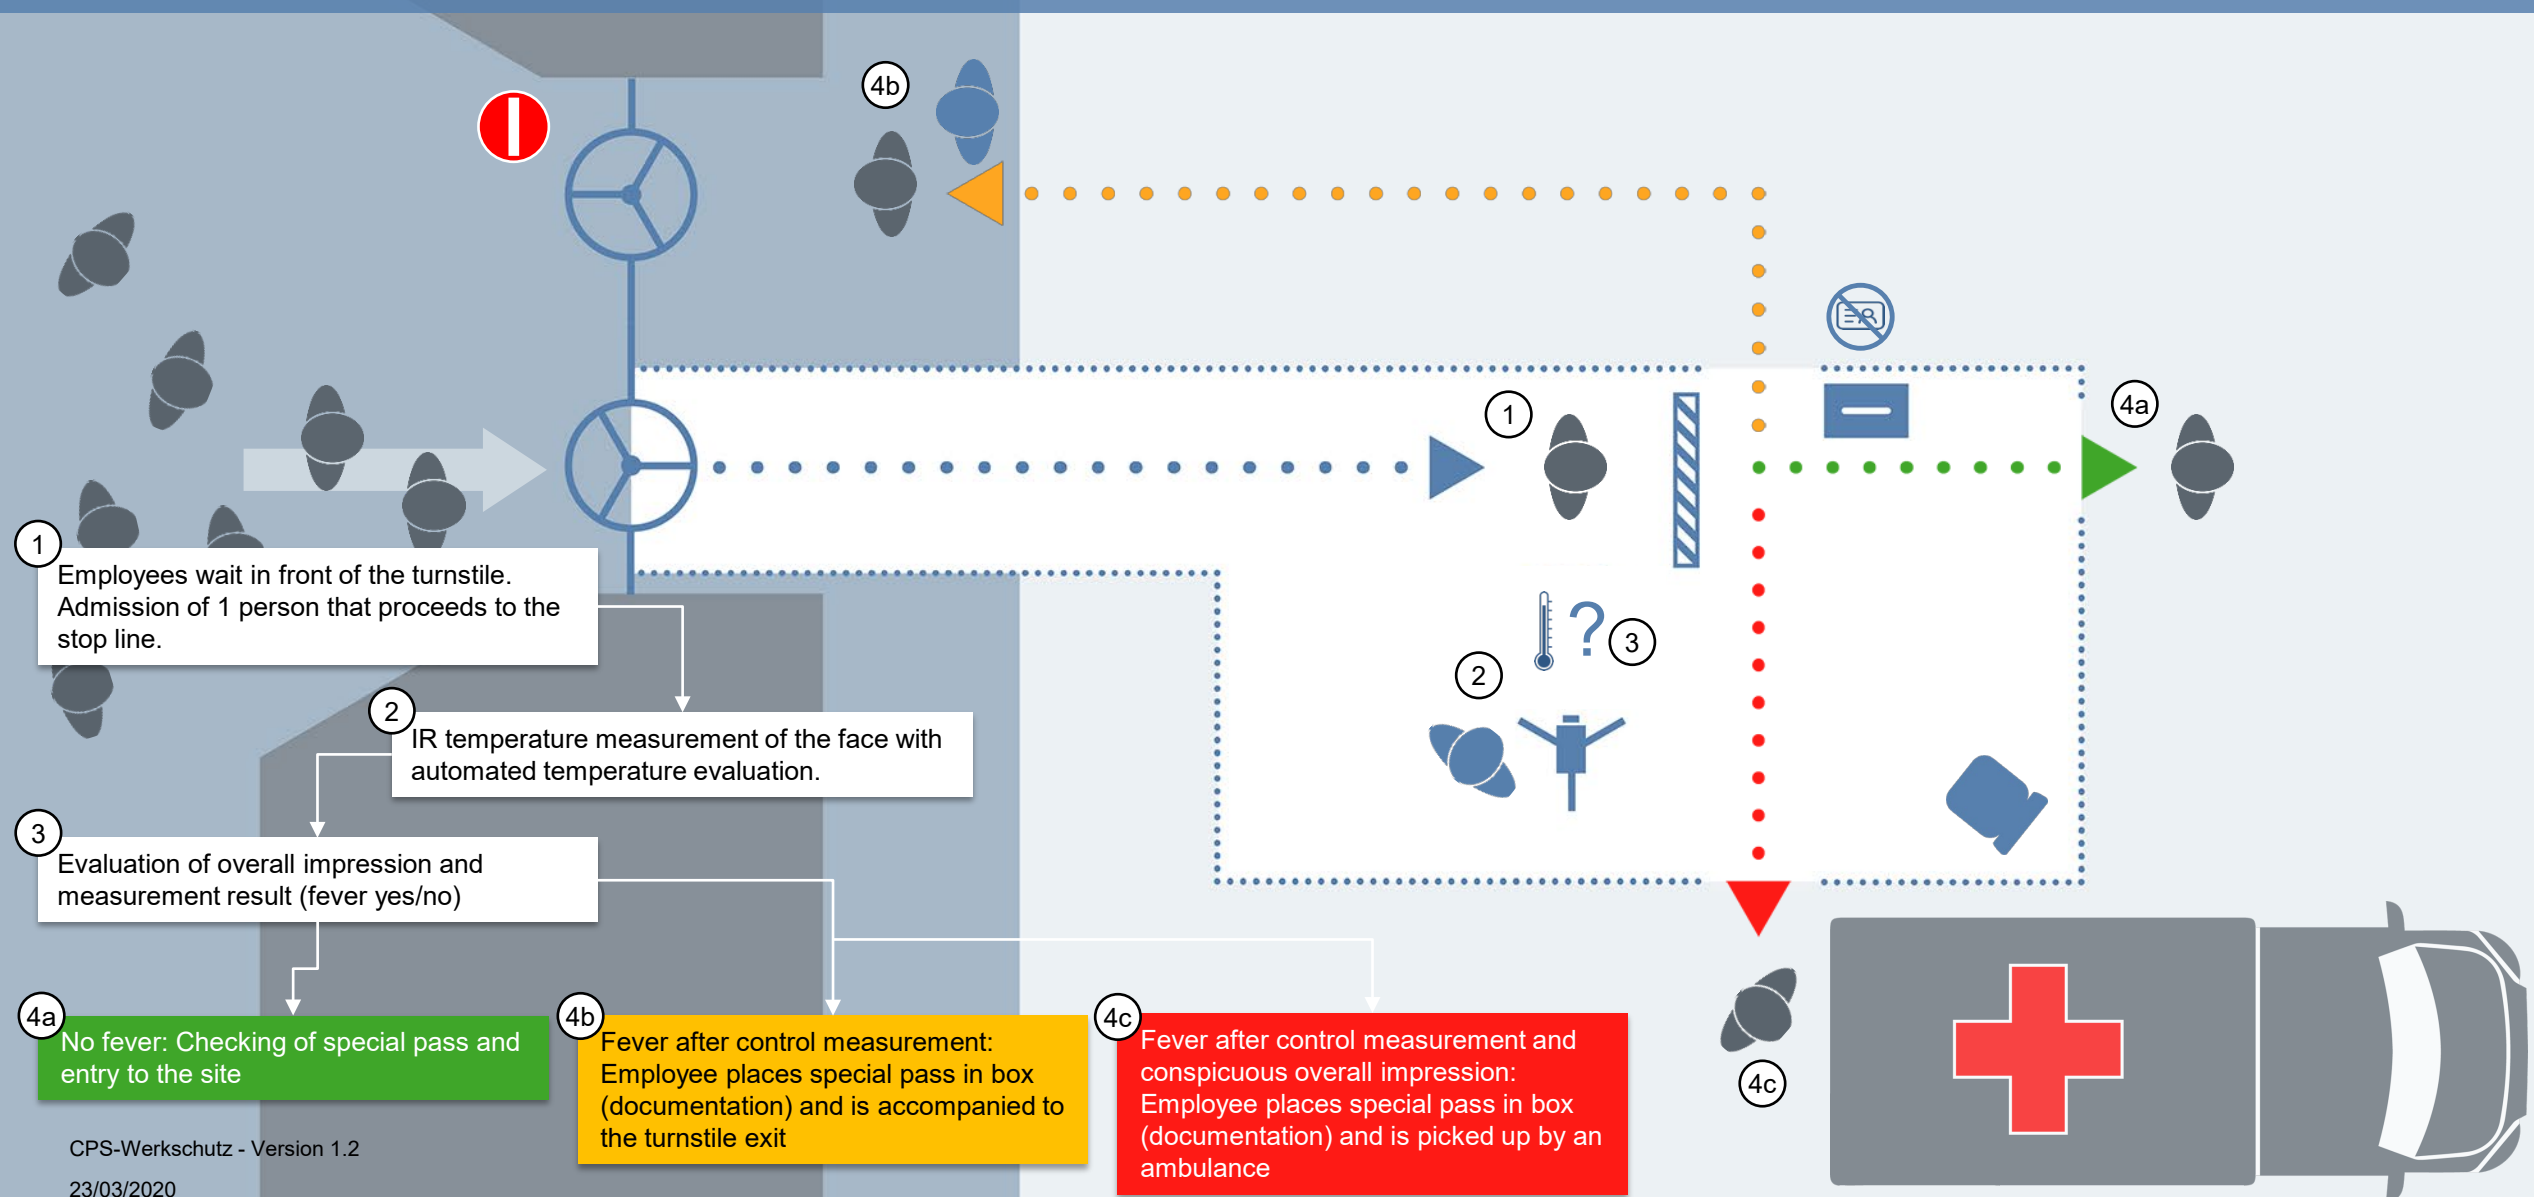 4b
4a
1
1
Employees wait in front of the turnstile.
Admission of 1 person that proceeds to the
stop line.
?
3
2
2
IR temperature measurement of the face with
automated temperature evaluation.
3
Evaluation of overall impression and
measurement result (fever yes/no)
4a
No fever: Checking of special pass and
entry to the site
4b
Fever after control measurement:
Employee places special pass in box
(documentation) and is accompanied to
the turnstile exit
4c
Fever after control measurement and
conspicuous overall impression:
Employee places special pass in box
(documentation) and is picked up by an
ambulance
4c
CPS-Werkschutz - Version 1.2
23/03/2020